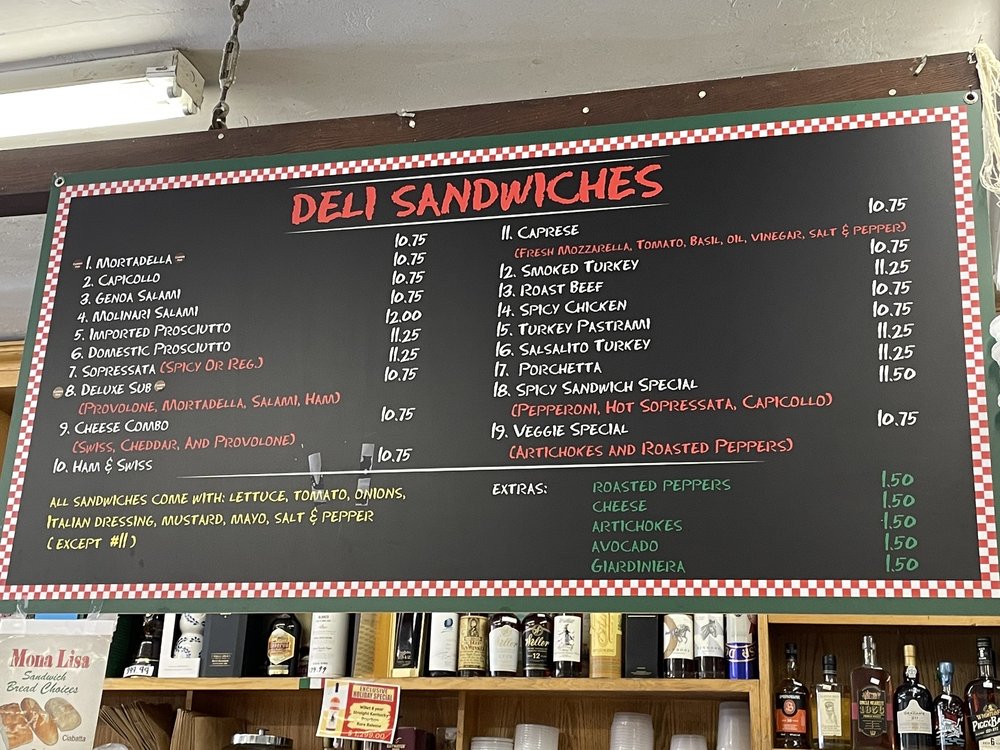 DELI SANDWICHES
1. MORTADELLA 10.75
2. CAPICOLLO 10.75
3. GENOA SALAMI 10.75
4. MOLINARI SALAMI 10.75
5. IMPORTED PROSCIUTTO 12.00
6. DOMESTIC PROSCIUTTO 11.25
7. SOPRESSATA (SPICY OR REG.) 11.25
8. DELUXE SUB 10.75
(PROVOLONE, MORTADELLA, SALAMI, HAM)
9. CHEESE COMBO 10.75
(SWISS, CHEDDAR, AND PROVOLONE) ,
10. HAM & SWISS 10.75
11. CAPRESE 10.75
(FRESH MOZZARELLA, TOMATO, BASIL, OIL, VINEGAR, SALT & PEPPER)
12. SMOKED TURKEY 10.75
13. ROAST BEEF 11.25
14. SPICY CHICKEN 10.75
15. TURKEY PASTRAMI 10.75
16. SALSALITO TURKEY 11.25
17. PORCHETTA 11.25
18. SPICY SANDWICH SPECIAL 11.50
(PEPPERONI, HOT SOPRESSATA, CAPICOLLO)
19. VEGGIE SPECIAL 10.75
(ARTICHOKES AND ROASTED PEPPERS)
ALL SANDWICHES COME WITH: LETTUCE, TOMATO, ONIONS,
ITALIAN DRESSING, MUSTARD, MAYO, SALT & PEPPER
( EXCEPT #11 )
EXTRAS: ROASTED PEPPERS 1.50
CHEESE 1.50
ARTICHOKES 1.50
AVOCADO 1.50
GIARDINIERA 1.50
Mona Lisa
Sandwich
Bread Choices
Ciabatta
EXCLUSIVE
HOLIDAY SPECIAL
Weller
12